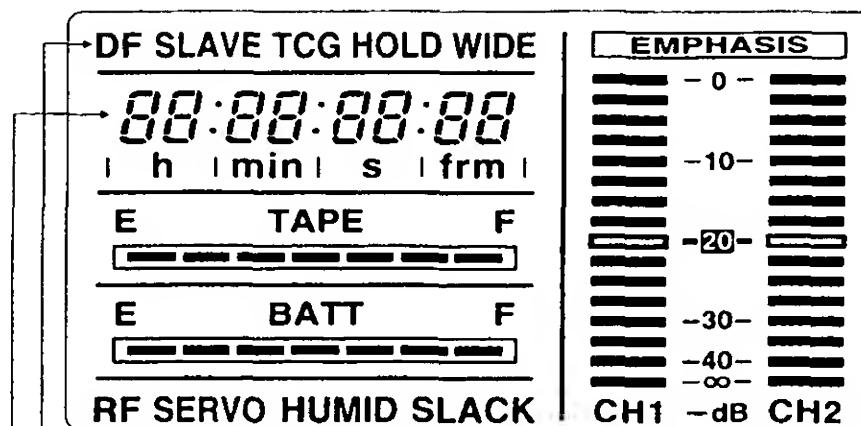 DF SLAVE TCG HOLD WIDE
88:88:88:88
h min s frm
E TAPE F
E BATT F
RF SERVO HUMID SLACK
EMPHASIS
0
-10-
-20-
-30-
-40-
-∞-
CH1 -dB CH2